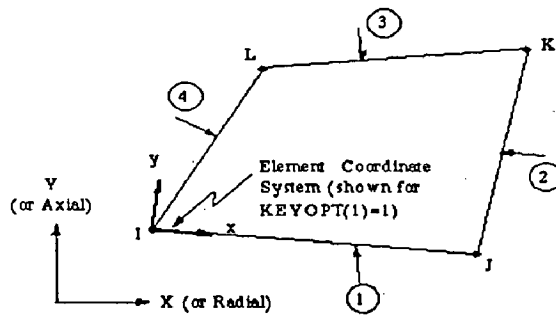 3
K
L
4
y
Element Coordinate
System (shown for
KEYOPT(1)=1)
2
Y
(or Axial)
I
x
J
X (or Radial)
1